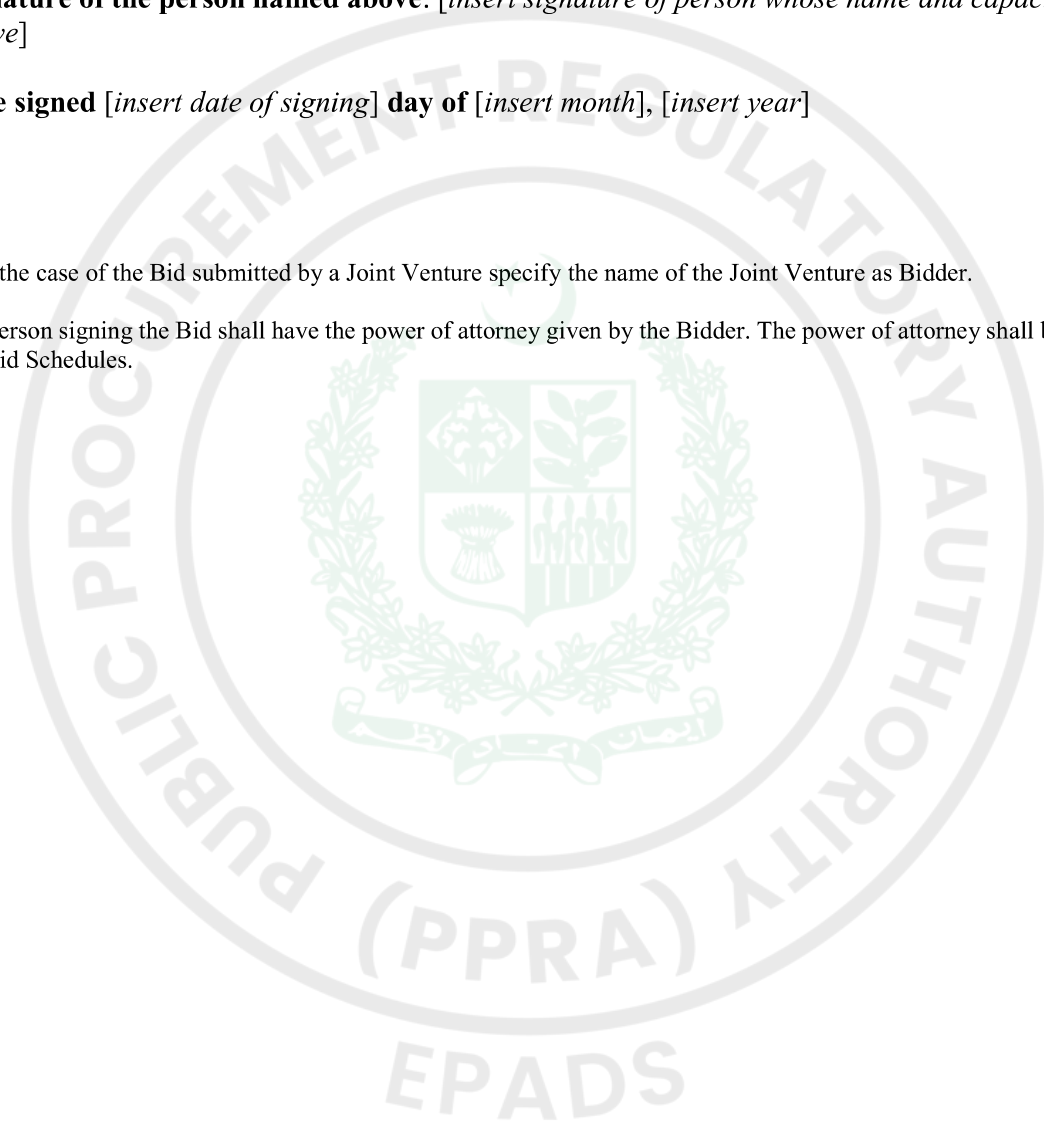 nature of the person named above: [insert signature of person whose name and capac
ve]
e signed [insert date of signing] day of [insert month], [insert year]
the case of the Bid submitted by a Joint Venture specify the name of the Joint Venture as Bidder.
erson signing the Bid shall have the power of attorney given by the Bidder. The power of attorney shall b
id Schedules.
PUBLIC PROCUREMENT REGULATORY AUTHORITY
(PPRA)
EPADS